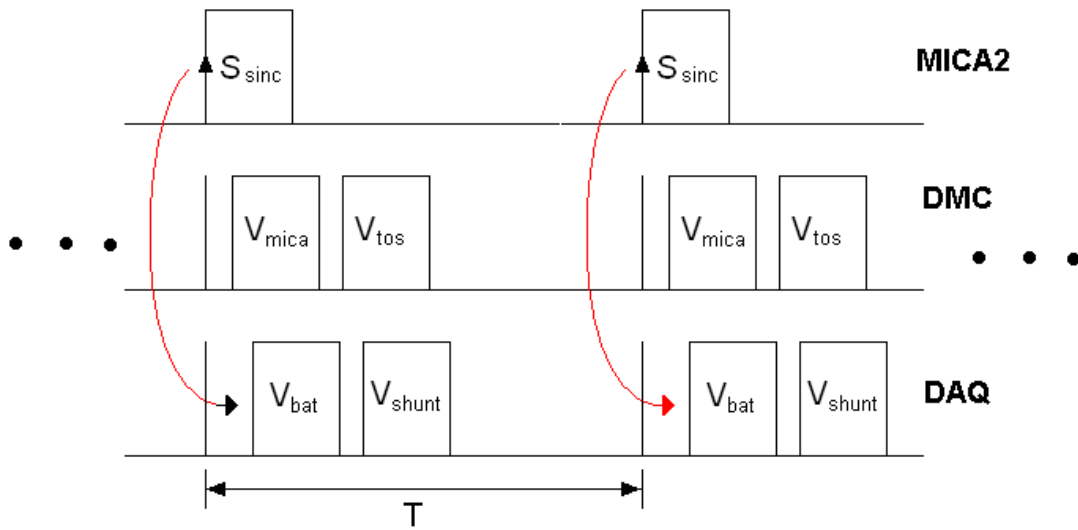 S sinc S sinc MICA2
V mica V tos V mica V tos DMC
V bat V shunt V bat V shunt DAQ
T